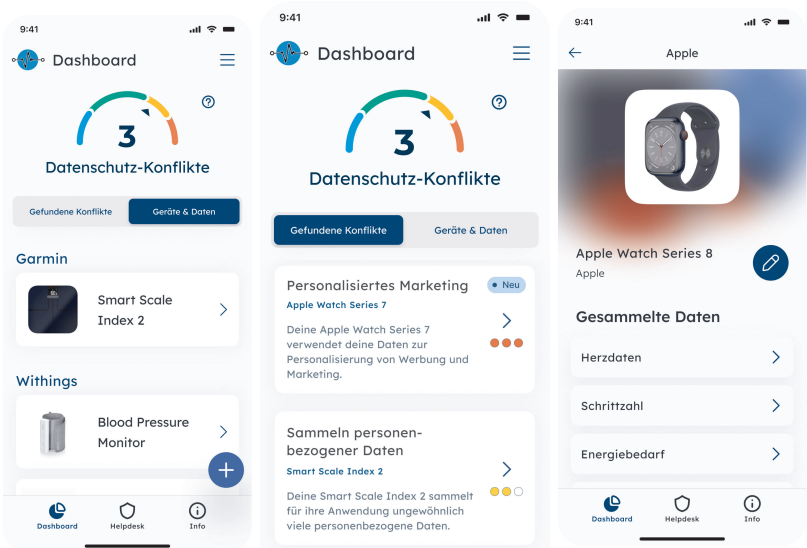 9:41
Dashboard
3
Datenschutz-Konflikte
Gefundene Konflikte
Geräte & Daten
Garmin
Smart Scale
Index 2
Withings
Blood Pressure
Monitor
Dashboard
Helpdesk
Info
9:41
Dashboard
3
Datenschutz-Konflikte
Gefundene Konflikte
Geräte & Daten
Personalisiertes Marketing
Neu
Apple Watch Series 7
Deine Apple Watch Series 7
verwendet deine Daten zur
Personalisierung von Werbung und
Marketing.
Sammeln personen-
bezogener Daten
Smart Scale Index 2
Deine Smart Scale Index 2 sammelt
für ihre Anwendung ungewöhnlich
viele personenbezogene Daten.
9:41
Apple
Apple Watch Series 8
Apple
Gesammelte Daten
Herzdaten
Schrittzahl
Energiebedarf
Dashboard
Helpdesk
Info